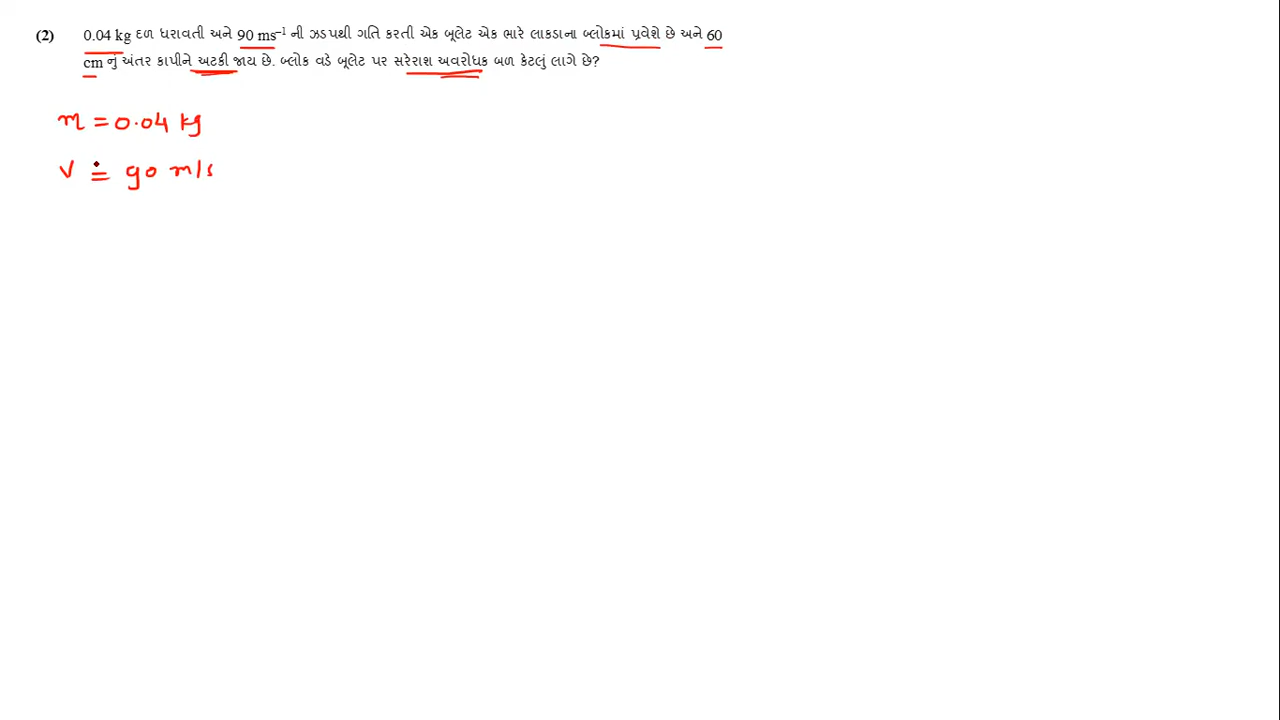 (2) 0.04 kg દળ ધરાવતી અને 90 ms⁻¹ ની ઝડપથી ગતિ કરતી એક બૂલેટ એક ભારે લાકડાના બ્લોકમાં પ્રવેશે છે અને 60
cm નું અંતર કાપીને અટકી જાય છે. બ્લોક વડે બૂલેટ પર સરેરાશ અવરોધક બળ કેટલું લાગે છે?
m = 0.04 kg
v = 90 m/s